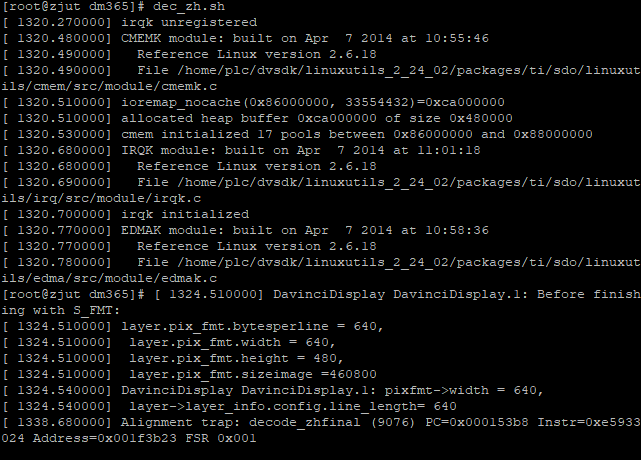 [root@zjut dm365]# dec_zh.sh
[ 1320.270000] irqk unregistered
[ 1320.480000] CMEMK module: built on Apr  7 2014 at 10:55:46
[ 1320.490000]   Reference Linux version 2.6.18
[ 1320.490000]   File /home/plc/dvsdk/linuxutils_2_24_02/packages/ti/sdo/linuxut
ils/cmem/src/module/cmemk.c
[ 1320.510000] ioremap_nocache(0x86000000, 33554432)=0xca000000
[ 1320.510000] allocated heap buffer 0xca000000 of size 0x480000
[ 1320.530000] cmem initialized 17 pools between 0x86000000 and 0x88000000
[ 1320.680000] IRQK module: built on Apr  7 2014 at 11:01:18
[ 1320.680000]   Reference Linux version 2.6.18
[ 1320.690000]   File /home/plc/dvsdk/linuxutils_2_24_02/packages/ti/sdo/linuxut
ils/irq/src/module/irqk.c
[ 1320.700000] irqk initialized
[ 1320.770000] EDMAK module: built on Apr  7 2014 at 10:58:36
[ 1320.770000]   Reference Linux version 2.6.18
[ 1320.780000]   File /home/plc/dvsdk/linuxutils_2_24_02/packages/ti/sdo/linuxut
ils/edma/src/module/edmak.c
[root@zjut dm365]# [ 1324.510000] DavinciDisplay DavinciDisplay.1: Before finish
ing with S_FMT:
[ 1324.510000] layer.pix_fmt.bytesperline = 640,
[ 1324.510000]  layer.pix_fmt.width = 640,
[ 1324.510000]  layer.pix_fmt.height = 480,
[ 1324.510000]  layer.pix_fmt.sizeimage =460800
[ 1324.540000] DavinciDisplay DavinciDisplay.1: pixfmt->width = 640,
[ 1324.540000]  layer->layer_info.config.line_length= 640
[ 1338.680000] Alignment trap: decode_zhfinal (9076) PC=0x000153b8 Instr=0xe5933
024 Address=0x001f3b23 FSR 0x001